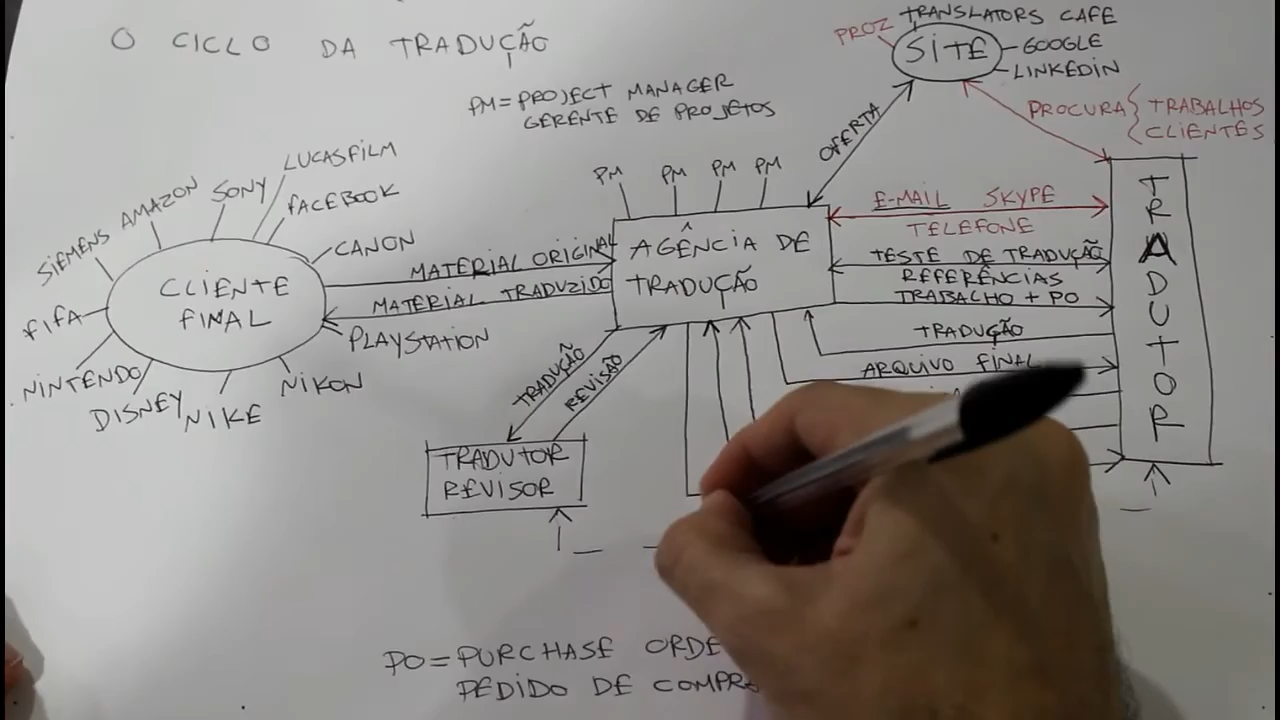 O CICLO DA TRADUÇÃO
PM = PROJECT MANAGER
GERENTE DE PROJETOS
PROZ
TRANSLATORS CAFE
SITE
GOOGLE
LINKEDIN
OFERTA
PROCURA { TRABALHOS
CLIENTES
SIEMENS
AMAZON
SONY
LUCASFILM
FACEBOOK
CANON
FIFA
CLIENTE
FINAL
NINTENDO
DISNEY
NIKE
NIKON
PLAYSTATION
MATERIAL ORIGINAL
MATERIAL TRADUZIDO
PM PM PM PM
AGÊNCIA DE
TRADUÇÃO
E-MAIL SKYPE
TELEFONE
TESTE DE TRADUÇÃO
REFERÊNCIAS
TRABALHO + PO
TRADUÇÃO
ARQUIVO FINAL
TRADUTOR
TRADUÇÃO
REVISÃO
TRADUTOR
REVISOR
PO = PURCHASE ORDE
PEDIDO DE COMPR